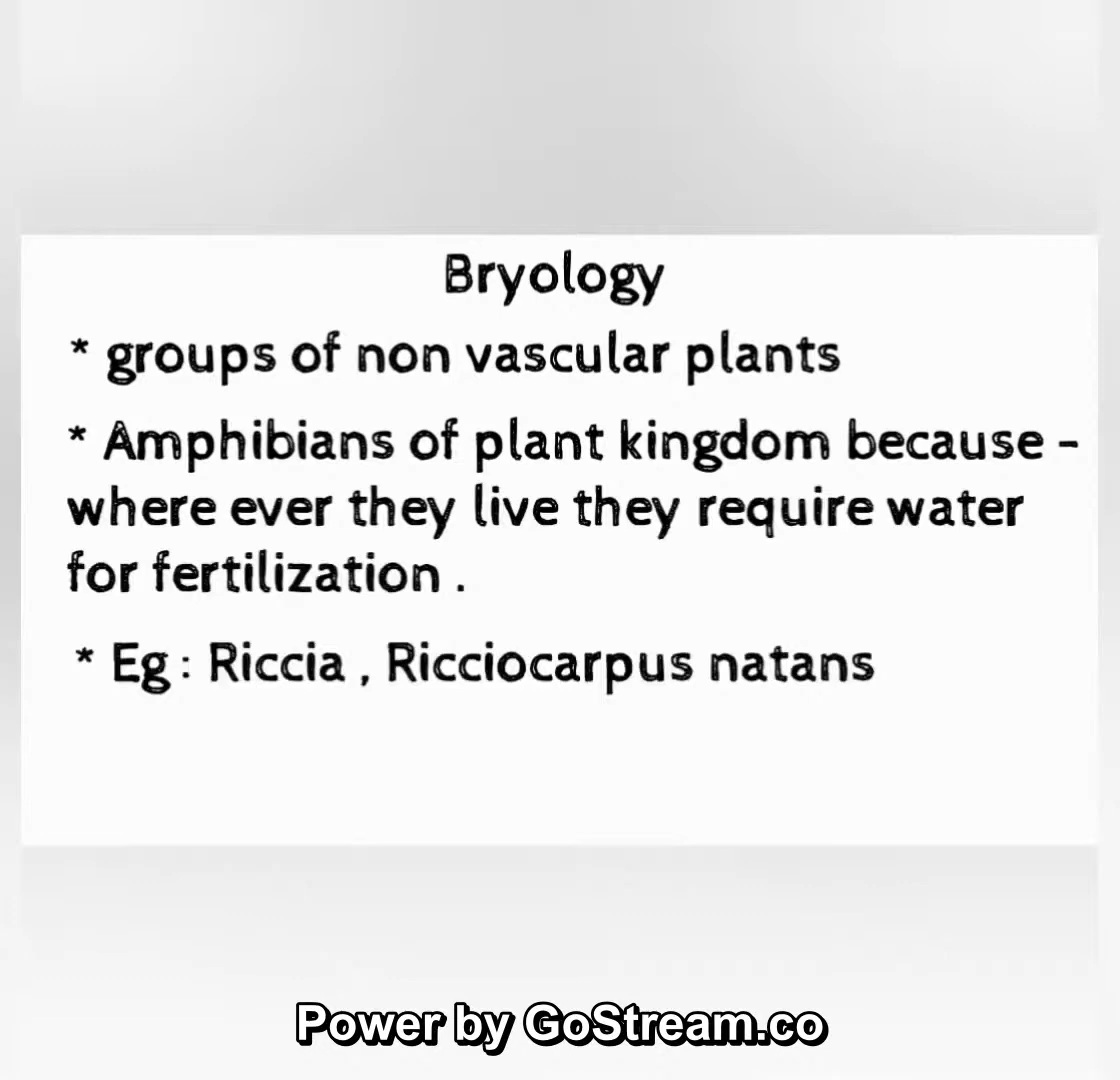 Bryology
* groups of non vascular plants
* Amphibians of plant kingdom because -
where ever they live they require water
for fertilization .
* Eg : Riccia , Ricciocarpus natans
Power by GoStream.co